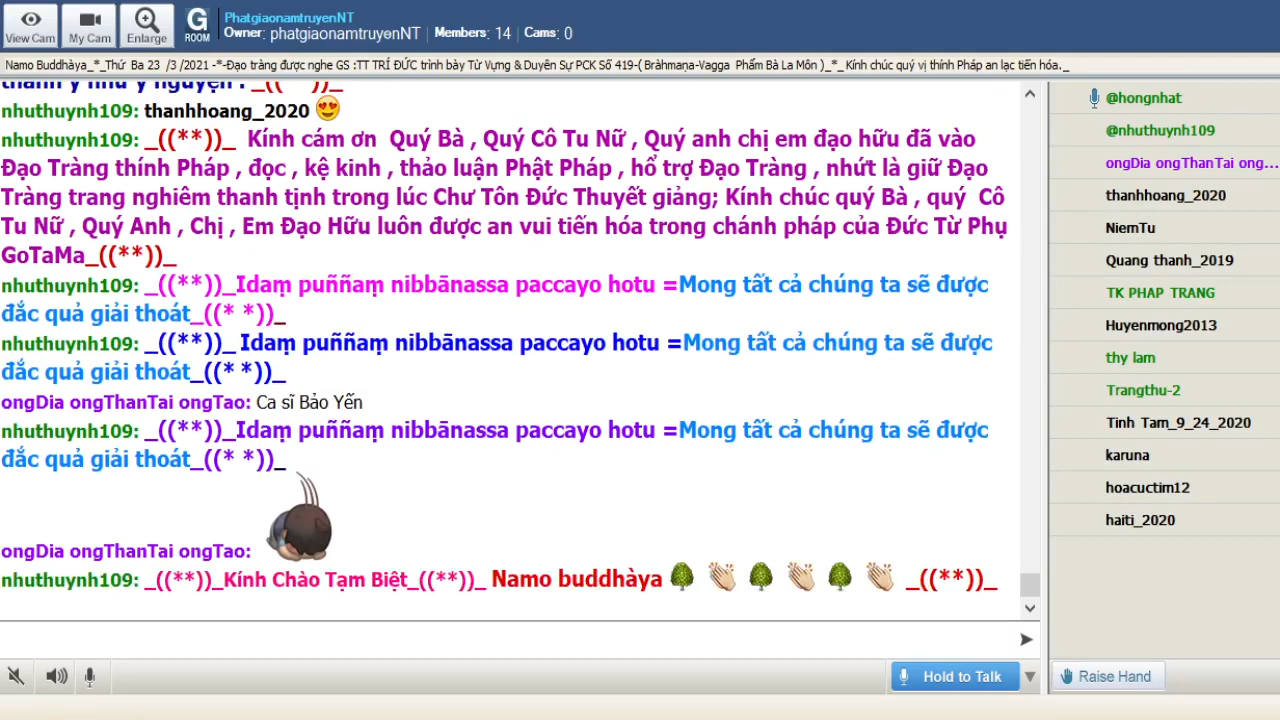 View Cam
My Cam
Enlarge
G
ROOM
PhatgiaonamtruyenNT
Owner: phatgiaonamtruyenNT | Members: 14 | Cams: 0
Namo Buddhàya_*_Thứ Ba 23 /3 /2021 -*-Đạo tràng được nghe GS :TT TRÍ ĐỨC trình bày Từ Vựng & Duyên Sự PCK Số 419-( Bràhmaṇa-Vagga Phẩm Bà La Môn )_*_Kính chúc quý vị thính Pháp an lạc tiến hóa._
thành ý như ý nguyện . _((**))_
nhuthuynh109: thanhhoang_2020
nhuthuynh109: _((**))_ Kính cám ơn Quý Bà , Quý Cô Tu Nữ , Quý anh chị em đạo hữu đã vào
Đạo Tràng thính Pháp , đọc , kệ kinh , thảo luận Phật Pháp , hổ trợ Đạo Tràng , nhứt là giữ Đạo
Tràng trang nghiêm thanh tịnh trong lúc Chư Tôn Đức Thuyết giảng; Kính chúc quý Bà , quý Cô
Tu Nữ , Quý Anh , Chị , Em Đạo Hữu luôn được an vui tiến hóa trong chánh pháp của Đức Từ Phụ
GoTaMa_((**))_
nhuthuynh109: _((**))_Idaṃ puññaṃ nibbānassa paccayo hotu =Mong tất cả chúng ta sẽ được
đắc quả giải thoát_((* *))_
nhuthuynh109: _((**))_ Idaṃ puññaṃ nibbānassa paccayo hotu =Mong tất cả chúng ta sẽ được
đắc quả giải thoát_((* *))_
ongDia ongThanTai ongTao: Ca sĩ Bảo Yến
nhuthuynh109: _((**))_Idaṃ puññaṃ nibbānassa paccayo hotu =Mong tất cả chúng ta sẽ được
đắc quả giải thoát_((* *))_
ongDia ongThanTai ongTao:
nhuthuynh109: _((**))_Kính Chào Tạm Biệt_((**))_ Namo buddhàya _((**))_
Hold to Talk
@hongnhat
@nhuthuynh109
ongDia ongThanTai ong...
thanhhoang_2020
NiemTu
Quang thanh_2019
TK PHAP TRANG
Huyenmong2013
thy lam
Trangthu-2
Tinh Tam_9_24_2020
karuna
hoacuctim12
haiti_2020
Raise Hand